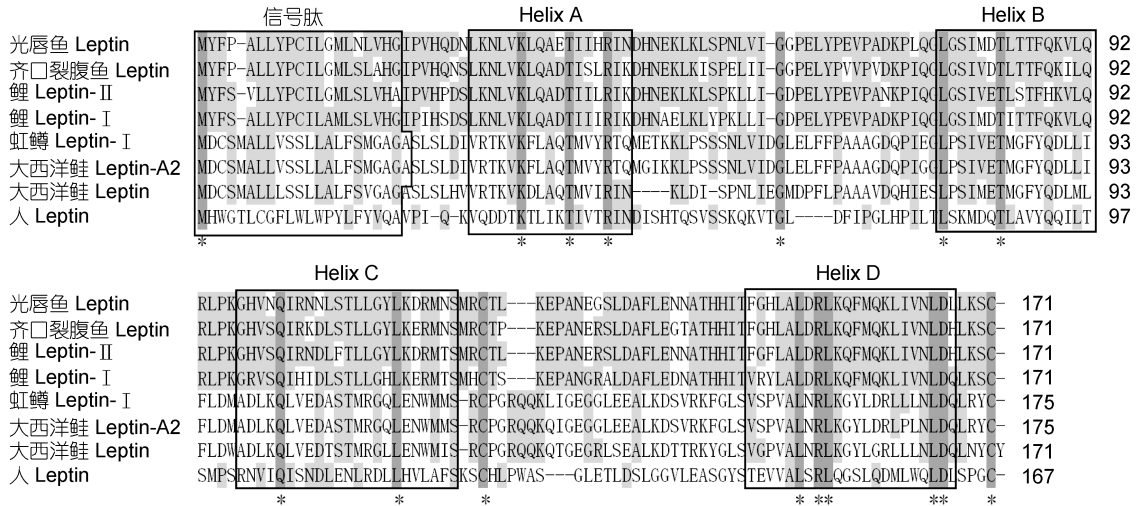 信号肽 Helix A Helix B
光唇鱼 Leptin MYFP-ALLYPCILGMLNLVHGIPVHQDNLKNLVKLQAETIIHRINDHNEKLKLSPNLVI-GGPELYPEVPADKPLQGLGSIMDTLTTFQKVLQ 92
齐口裂腹鱼 Leptin MYFP-ALLYPCILGMLSLAHGIPVHQNSLKNLVKLQADTIISLRIKDHNEKLKISPELII-GGPELYPVVPVDKPIQGLGSIVDTLTTFQKILQ 92
鲤 Leptin-Ⅱ MYFS-VLLYPCILGMLSLVHAIPVHPDSLKNLVKLQADTIIIRIKDHNEKLKLSPKLLI-GDPELYPEVPANKPIQGLGSIVETLSTFHKVLQ 92
鲤 Leptin-Ⅰ MYFS-ALLYPCILAMLSLVHGIPIHSDSLKNLVKLQADTIIIRIKDHNAELKLYPKLLI-GDPELYPEVPADKPIQGLGSIVDTITTFQKVLQ 92
虹鳟 Leptin-Ⅰ MDCSMALLVSSLLALFSMGAGASLSLDIVRTKVKFLAQTMVYRTQMETKKLPSSSNLVIDGLELFFPAAAGDQPIEGLPSIVETMGFYQDLLI 93
大西洋鲑 Leptin-A2 MDCSMALLVSSLLALFSMGAGASLSLDIVRTKVKFLAQTMVYRIQMGIKKLPSSSNLVIDGLELFFPAAAGDQPIEGLPSIVETMGFYQDLLI 93
大西洋鲑 Leptin MDCSMALLLSSLLALFSVGAGASLSLHVVRTKVKDLAQTMVIRIN----KLDI-SPNLIEGMDPFLPAAAVDQHIESLPSIMETMGFYQDLML 93
人 Leptin MHWGTLCGFLWLWPYLFYVQAVPI-Q-KVQDDTKTLIKTIVTRINDISHTQSVSSKQKVTGL----DFIPGLHPILTLSKMDQTLAVYQQILT 97
* * * * * * *
Helix C Helix D
光唇鱼 Leptin RLPKGHVNQIRNNLSTLLGYLKDRMNSMRCTL---KEPANEGSLDAFLENNATHHITFGHLALDRLKQFMQKLIVNLDLLKSC- 171
齐口裂腹鱼 Leptin RLPKGHVSQIRKDLSTLLGYLKERMNSMRCTP---KEPANERSLDAFLEGTATHHITFGHLALDRLKQFMQKLIVNLDHLKSC- 171
鲤 Leptin-Ⅱ RLPKGHVSQIRNDLFTLLGYLKDRMTSMRCTL---KEPANERSLDAFLENNATHHITFGFLALDRLKQFMQKLIVNLDHLKSC- 171
鲤 Leptin-Ⅰ RLPKGRVSQIHIDLSTLLGHLKERMTSMHCTS---KEPANGRALDAFLEDNATHHITVRYLALDRLKQFMQKLIVNLDQLKSC- 171
虹鳟 Leptin-Ⅰ FLDMADLKQLVEDASTMRGQLENWMMS-RCPGRQQKLIGEGGLEEALKDSVRKFGLSVSPVALNRLKGYLDRLLLNLDQLRYC- 175
大西洋鲑 Leptin-A2 FLDMADLKQLVEDASTMRGQLENWMMS-RCPGRQQKQIGEGGLEEALKDSVRKFGLSVSPVALNRLKGYLDRLPLNLDQLRYC- 175
大西洋鲑 Leptin FLDWADLKQLVEDTSTMRGLLENWMIS-RCPGRQQKQTGEGRLSEALKDTTRKYGLSVGPVALNRLKGYLGRLLLNLDQLNYCY 171
人 Leptin SMPSRNVIQISNDLENLRDLLHVLAFSKSCHLPWAS---GLETLDSLGGVLEASGYSTEVVALSRLQGSLQDMLWQLDLSPGC- 167
* * * * ** ** *